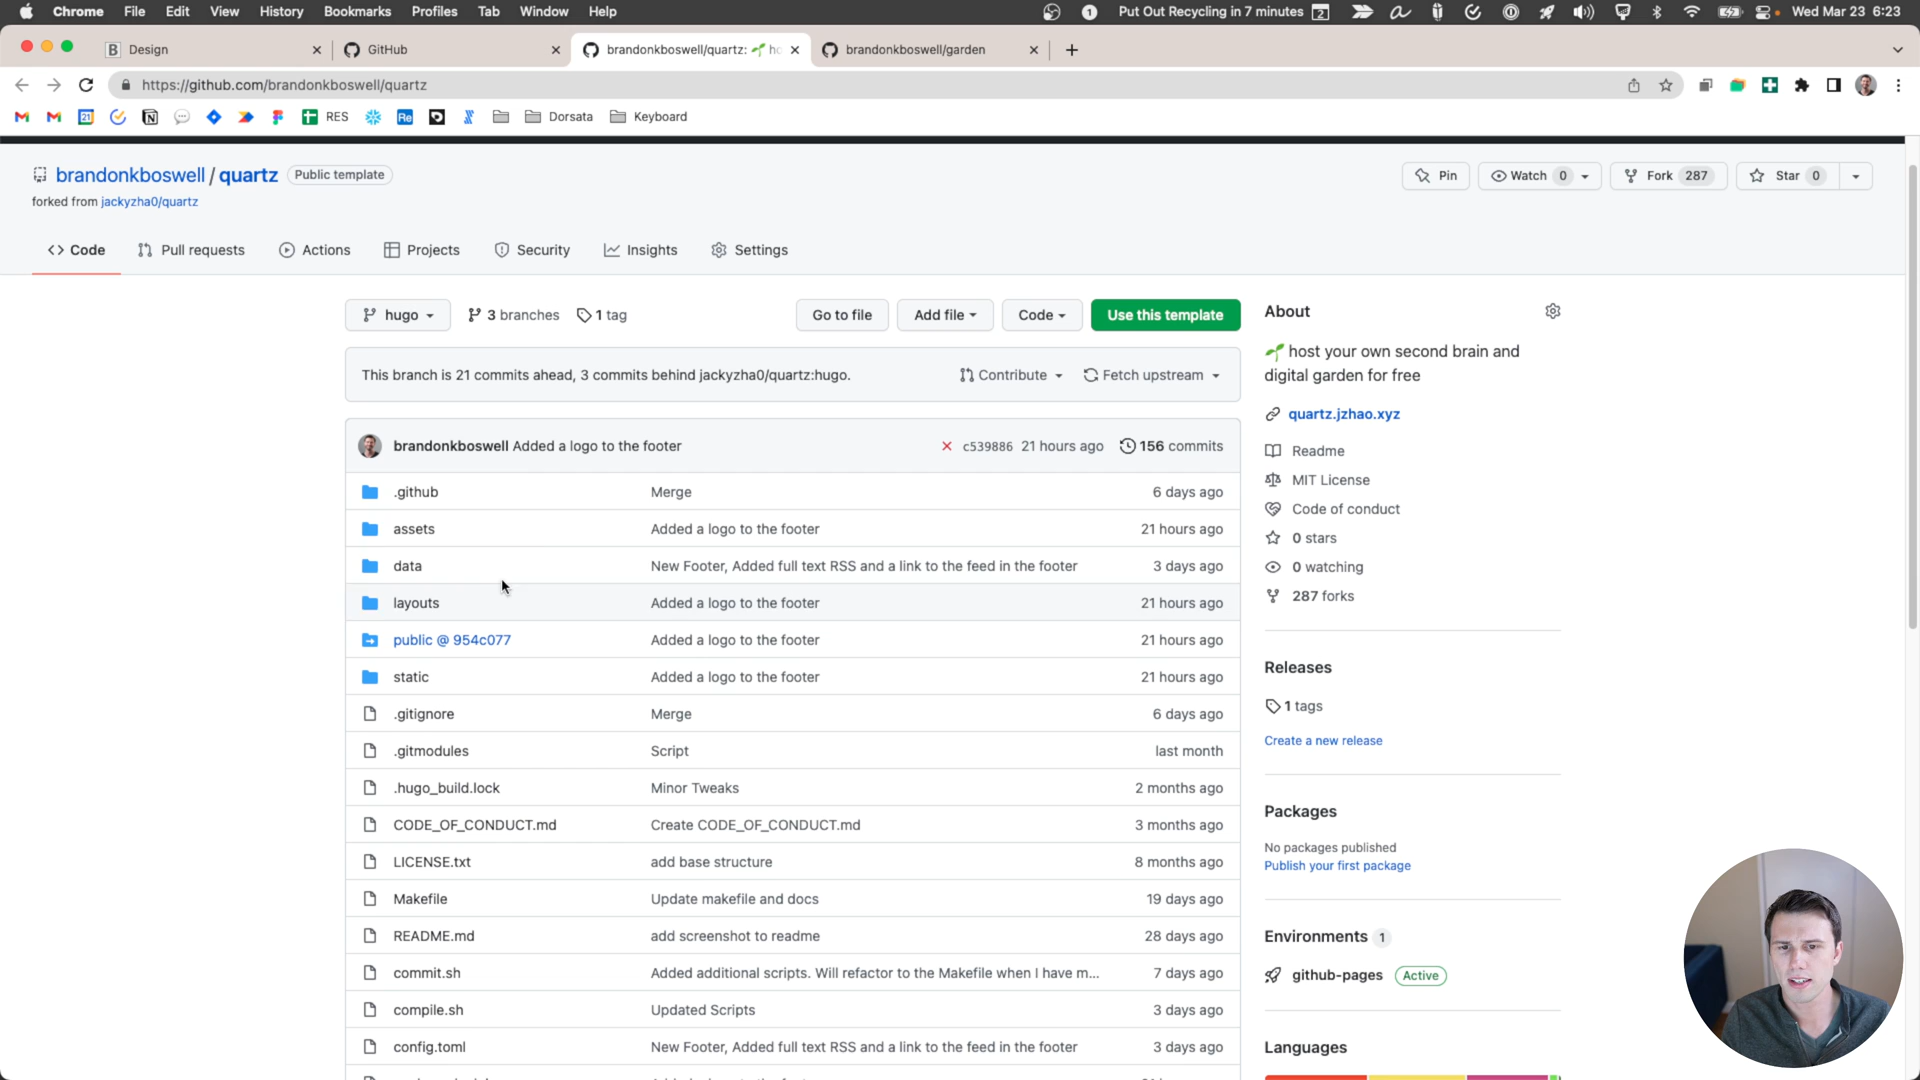 Chrome File Edit View History Bookmarks Profiles Tab Window Help
1 Put Out Recycling in 7 minutes 2 Wed Mar 23 6:23
B Design
GitHub
brandonkboswell/quartz: 🌱 ho
brandonkboswell/garden
https://github.com/brandonkboswell/quartz
21 RES Re Dorsata Keyboard
brandonkboswell / quartz Public template
Pin Watch 0 Fork 287 Star 0
forked from jackyzha0/quartz
Code Pull requests Actions Projects Security Insights Settings
hugo 3 branches 1 tag Go to file Add file Code Use this template
This branch is 21 commits ahead, 3 commits behind jackyzha0/quartz:hugo. Contribute Fetch upstream
brandonkboswell Added a logo to the footer c539886 21 hours ago 156 commits
.github Merge 6 days ago
assets Added a logo to the footer 21 hours ago
data New Footer, Added full text RSS and a link to the feed in the footer 3 days ago
layouts Added a logo to the footer 21 hours ago
public @ 954c077 Added a logo to the footer 21 hours ago
static Added a logo to the footer 21 hours ago
.gitignore Merge 6 days ago
.gitmodules Script last month
.hugo_build.lock Minor Tweaks 2 months ago
CODE_OF_CONDUCT.md Create CODE_OF_CONDUCT.md 3 months ago
LICENSE.txt add base structure 8 months ago
Makefile Update makefile and docs 19 days ago
README.md add screenshot to readme 28 days ago
commit.sh Added additional scripts. Will refactor to the Makefile when I have m... 7 days ago
compile.sh Updated Scripts 3 days ago
config.toml New Footer, Added full text RSS and a link to the feed in the footer 3 days ago
About
🌱 host your own second brain and
digital garden for free
quartz.jzhao.xyz
Readme
MIT License
Code of conduct
0 stars
0 watching
287 forks
Releases
1 tags
Create a new release
Packages
No packages published
Publish your first package
Environments 1
github-pages Active
Languages